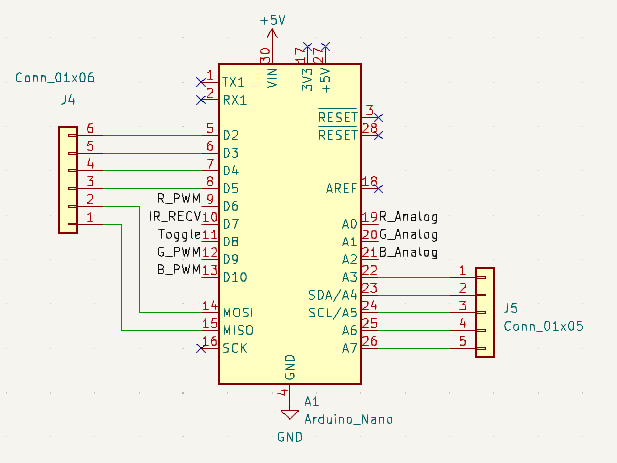 +5V
30
17
27
VIN
3V3
+5V
Conn_01x06
J4
1 TX1
2 RX1
RESET 3
RESET 28
6 5 D2
5 6 D3
4 7 D4
3 8 D5
AREF 18
2 R_PWM 9 D6
1 IR_RECV 10 D7
A0 19 R_Analog
Toggle 11 D8
A1 20 G_Analog
G_PWM 12 D9
A2 21 B_Analog
B_PWM 13 D10
A3 22 1
SDA/A4 23 2
14 MOSI
SCL/A5 24 3
J5
15 MISO
A6 25 4
Conn_01x05
16 SCK
A7 26 5
GND
4
A1
Arduino_Nano
GND